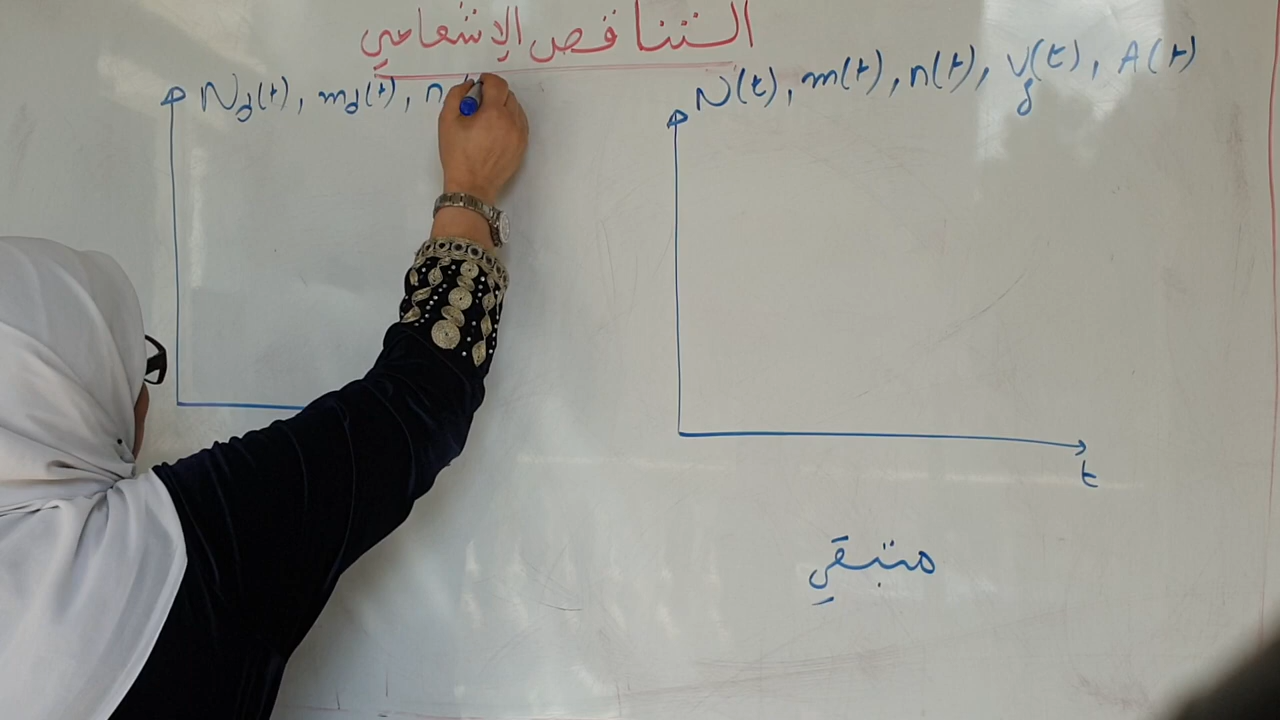 التناقص الإشعاعي
N(t), m(t), n(t), Vg(t), A(t)
Nd(t), md(t), n
t
متبقي